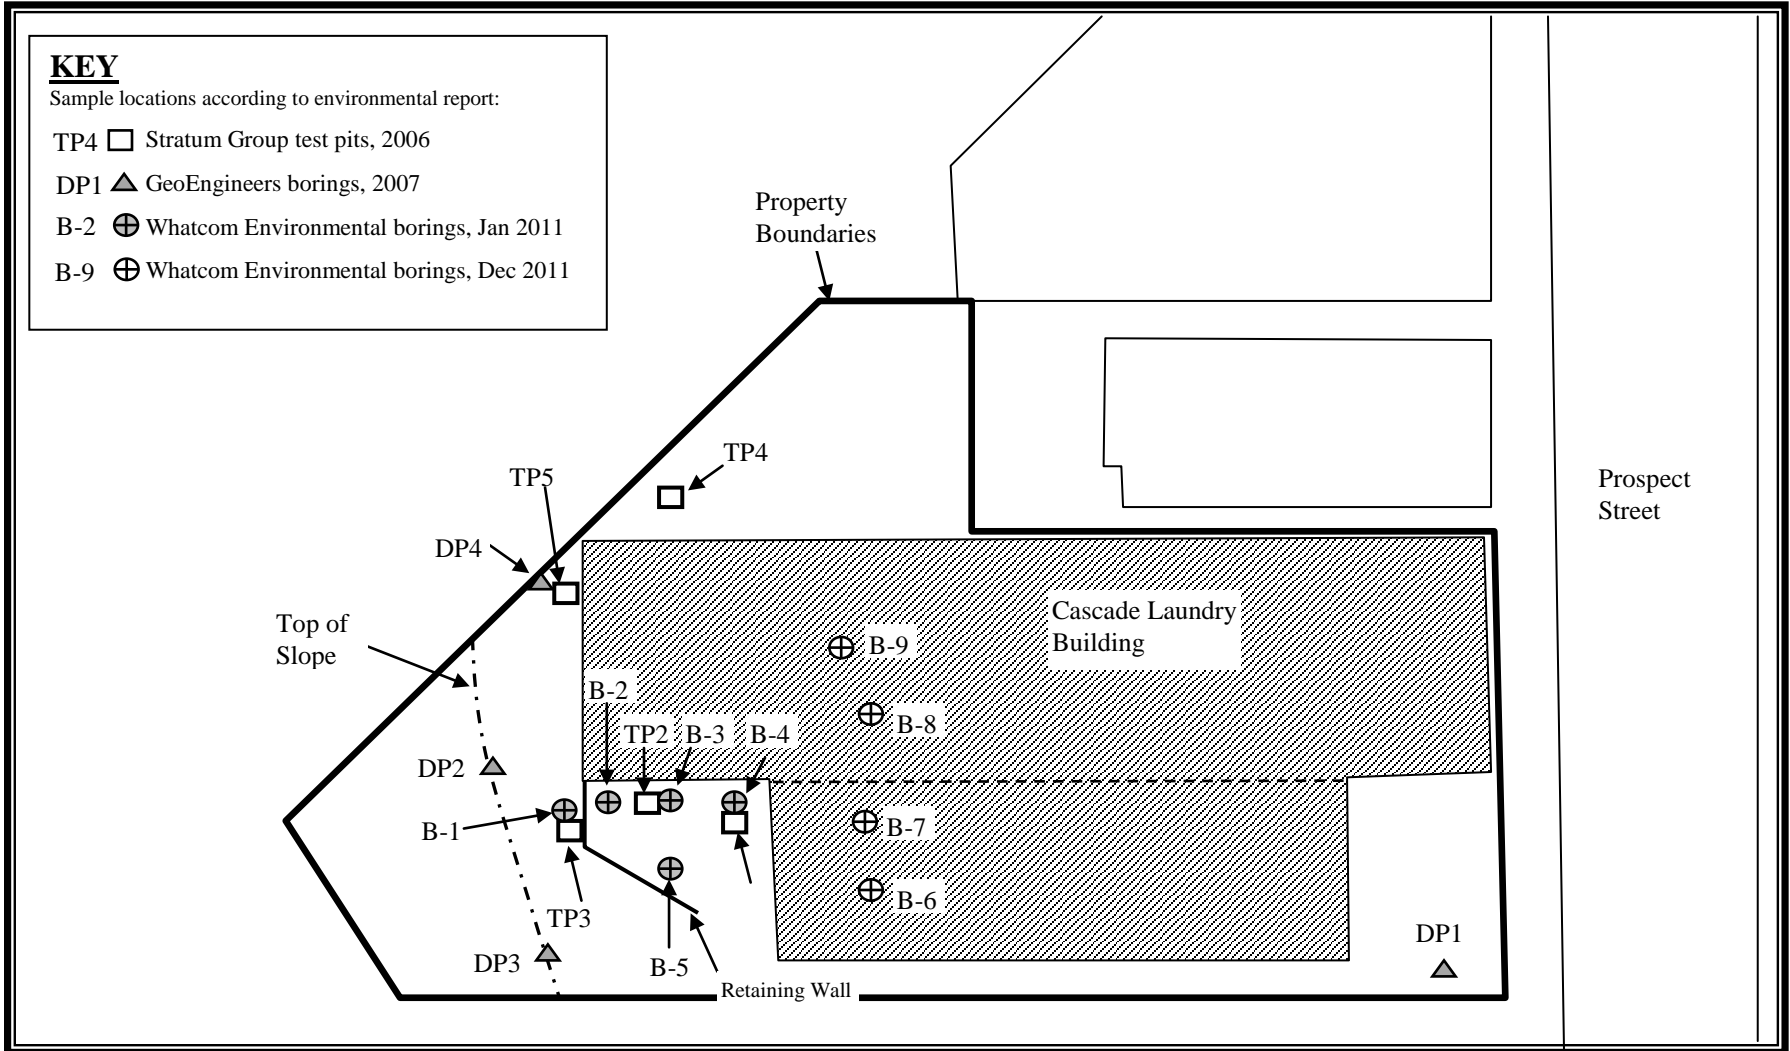 KEY
Sample locations according to environmental report:
TP4 Stratum Group test pits, 2006
DP1 GeoEngineers borings, 2007
B-2 Whatcom Environmental borings, Jan 2011
B-9 Whatcom Environmental borings, Dec 2011
Property
Boundaries
TP4
TP5
Prospect
Street
DP4
Top of
Slope
Cascade Laundry
Building
B-9
B-2
B-8
TP2
B-3
B-4
DP2
B-1
B-7
B-6
TP3
DP1
DP3
B-5
Retaining Wall